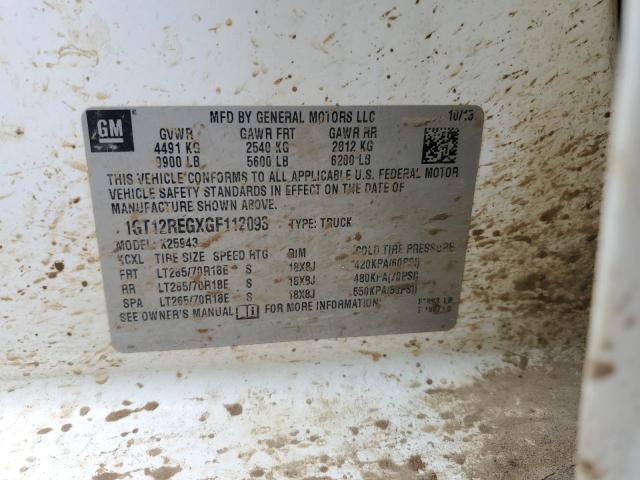 MFD BY GENERAL MOTORS LLC
GM
GVWR GAWR FRT GAWR RR
4491 KG 2540 KG 2812 KG
9900 LB 5600 LB 6200 LB
THIS VEHICLE CONFORMS TO ALL APPLICABLE U.S. FEDERAL MOTOR
VEHICLE SAFETY STANDARDS IN EFFECT ON THE DATE OF
MANUFACTURE SHOWN ABOVE.
TYPE: TRUCK
MODEL: K25943
TIRE SIZE SPEED RTG RIM COLD TIRE PRESSURE
FRT LT265/70R18E S 18X8J 420KPA(60PSI)
RR LT265/70R18E S 18X8J
SPA LT265/70R18E S 18X8J
SEE OWNER'S MANUAL FOR MORE INFORMATION.